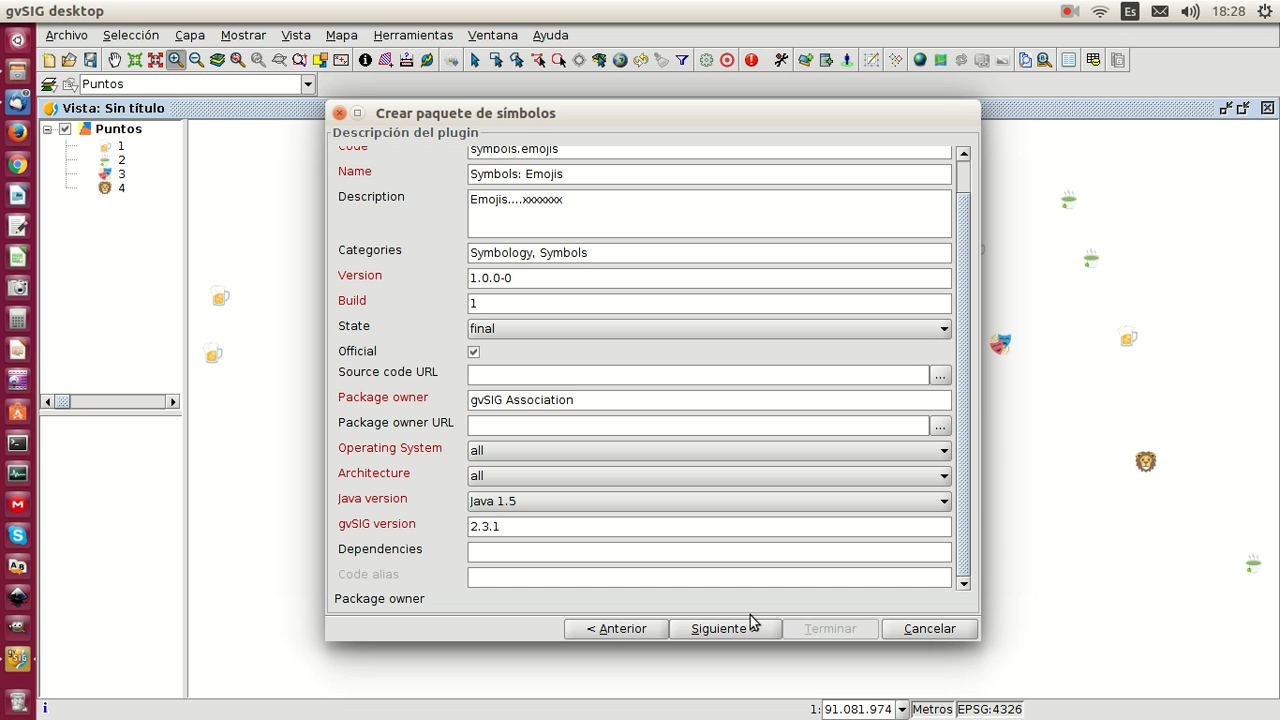 gvSIG desktop
Es
18:28
Archivo Selección Capa Mostrar Vista Mapa Herramientas Ventana Ayuda
Puntos
Vista: Sin título
Puntos
1
2
3
4
Crear paquete de símbolos
Descripción del plugin
Code symbols.emojis
Name Symbols: Emojis
Description Emojis....xxxxxxx
Categories Symbology, Symbols
Version 1.0.0-0
Build 1
State final
Official
Source code URL ...
Package owner gvSIG Association
Package owner URL ...
Operating System all
Architecture all
Java version Java 1.5
gvSIG version 2.3.1
Dependencies
Code alias
Package owner
< Anterior Siguiente Terminar Cancelar
1: 91.081.974 Metros EPSG:4326